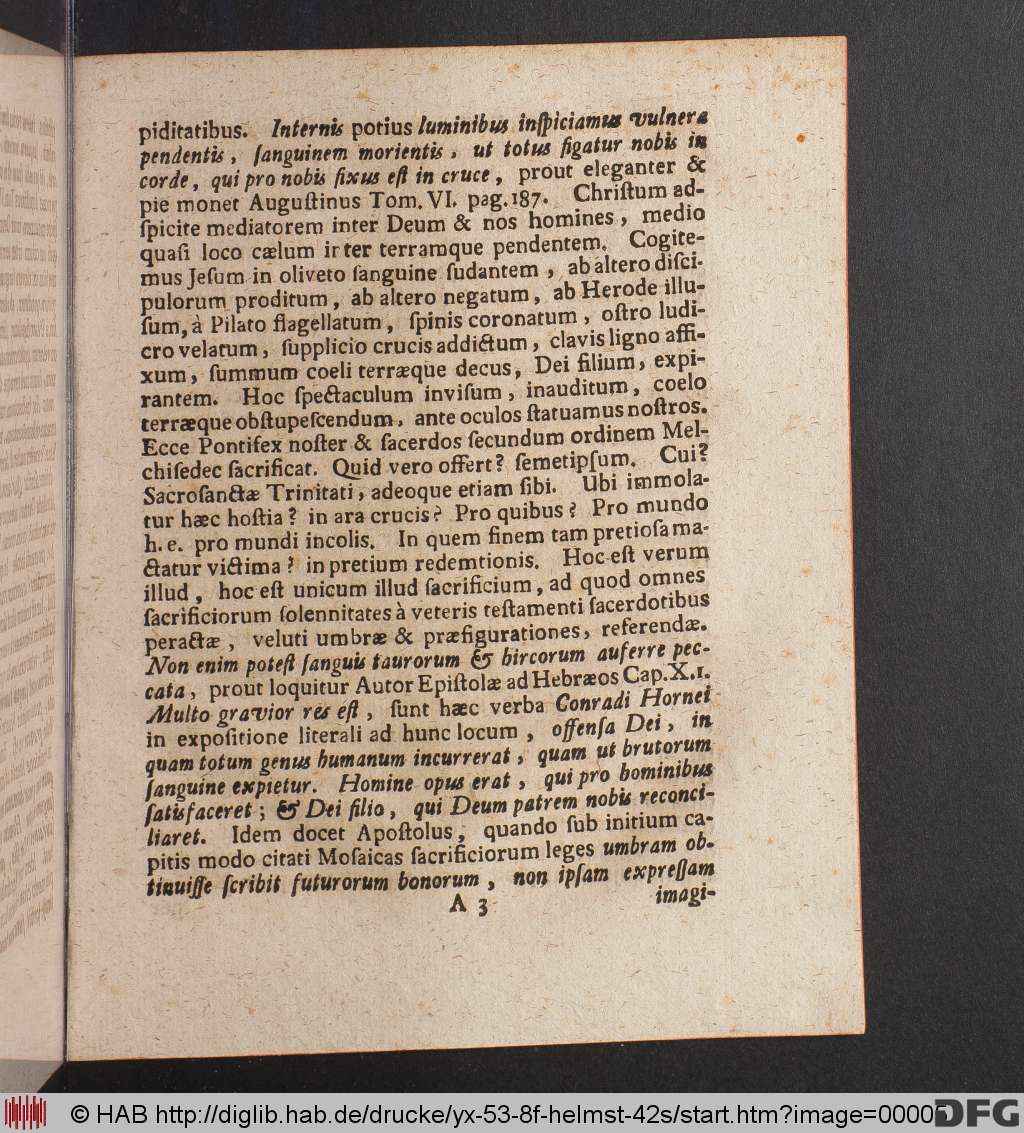 piditatibus. Internis potius luminibus inſpiciamus vulnera
pendentis, ſanguinem morientis, ut totus figatur nobis in
corde, qui pro nobis fixus eſt in cruce, prout eleganter &
pie monet Auguſtinus Tom. VI. pag. 187. Chriſtum ad-
ſpicite mediatorem inter Deum & nos homines, medio
quaſi loco cælum inter terramque pendentem. Cogite-
mus Jeſum in oliveto ſanguine ſudantem, ab altero diſci-
pulorum proditum, ab altero negatum, ab Herode illu-
ſum, à Pilato flagellatum, ſpinis coronatum, oſtro ludi-
cro velatum, ſupplicio crucis addictum, clavis ligno affi-
xum, ſummum coeli terræque decus, Dei filium, expi-
rantem. Hoc ſpectaculum inviſum, inauditum, coelo
terræque obſtupeſcendum, ante oculos ſtatuamus noſtros.
Ecce Pontifex noſter & ſacerdos ſecundum ordinem Mel-
chiſedec ſacrificat. Quid vero offert? ſemetipſum. Cui?
Sacroſanctæ Trinitati, adeoque etiam ſibi. Ubi immola-
tur hæc hoſtia? in ara crucis? Pro quibus? Pro mundo
h. e. pro mundi incolis. In quem finem tam pretioſa ma-
ctatur victima? in pretium redemtionis. Hoc eſt verum
illud, hoc eſt unicum illud ſacrificium, ad quod omnes
ſacrificiorum ſolennitates à veteris teſtamenti ſacerdotibus
peractæ, veluti umbræ & præfigurationes, referendæ.
Non enim poteſt ſanguis taurorum & hircorum auferre pec-
cata, prout loquitur Autor Epiſtolæ ad Hebræos Cap. X. 1.
Multo gravior res eſt, ſunt hæc verba Conradi Hornei
in expoſitione literali ad hunc locum, offenſa Dei, in
quam totum genus humanum incurrerat, quam ut brutorum
ſanguine expietur. Homine opus erat, qui pro hominibus
ſatisfaceret; & Dei filio, qui Deum patrem nobis reconci-
liaret. Idem docet Apoſtolus, quando ſub initium ca-
pitis modo citati Moſaicas ſacrificiorum leges umbram ob-
tinuiſſe ſcribit futurorum bonorum, non ipſam expreſſam
A 3 imagi-
© HAB http://diglib.hab.de/drucke/yx-53-8f-helmst-42s/start.htm?image=00005
DFG